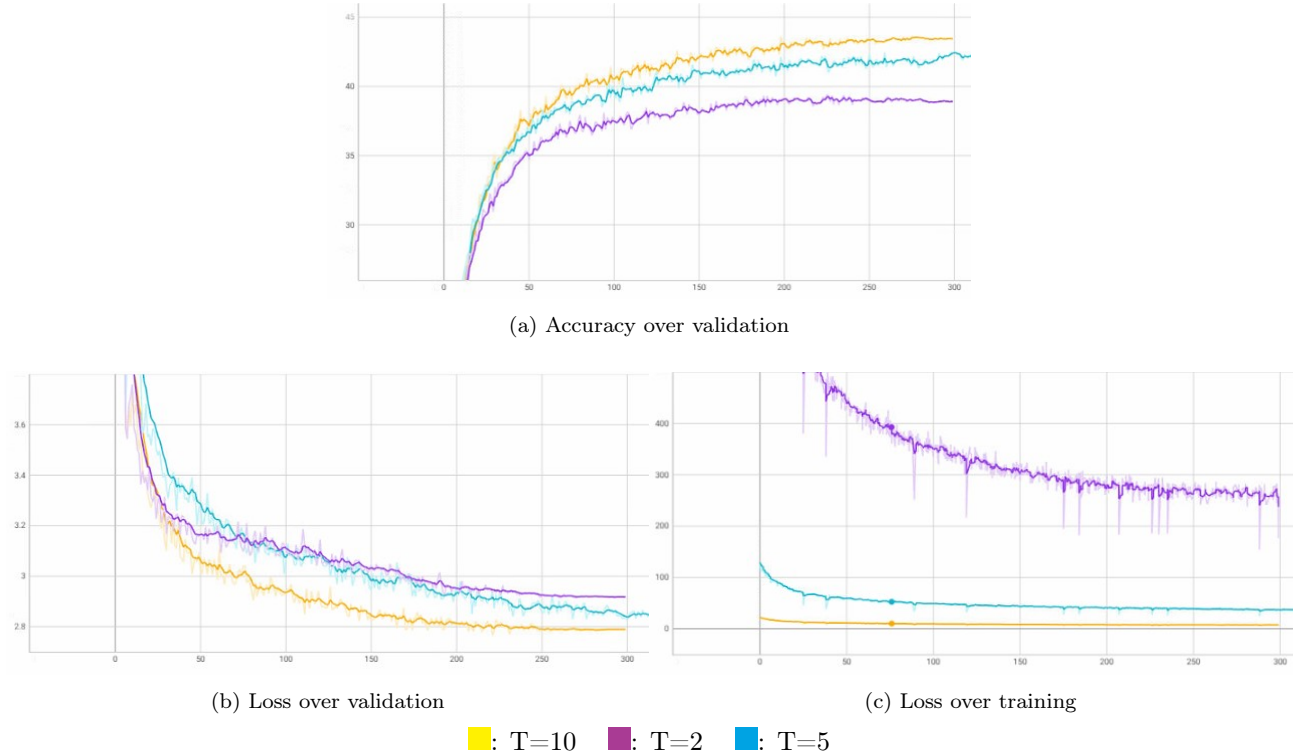 45
40
35
30
0 50 100 150 200 250 300
(a) Accuracy over validation
3.6
3.4
3.2
3
2.8
0 50 100 150 200 250 300
(b) Loss over validation
400
300
200
100
0
0 50 100 150 200 250 300
(c) Loss over training
: T=10 : T=2 : T=5